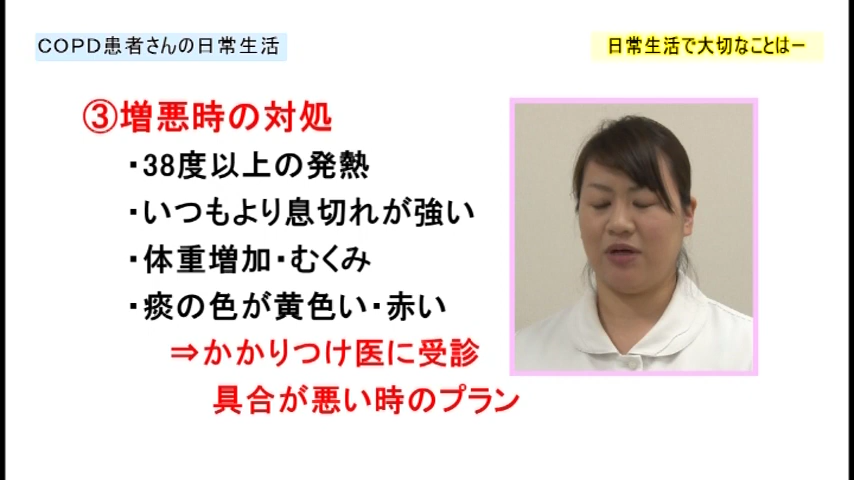 COPD患者さんの日常生活
日常生活で大切なことはー
③増悪時の対処
・38度以上の発熱
・いつもより息切れが強い
・体重増加・むくみ
・痰の色が黄色い・赤い
⇒かかりつけ医に受診
具合が悪い時のプラン